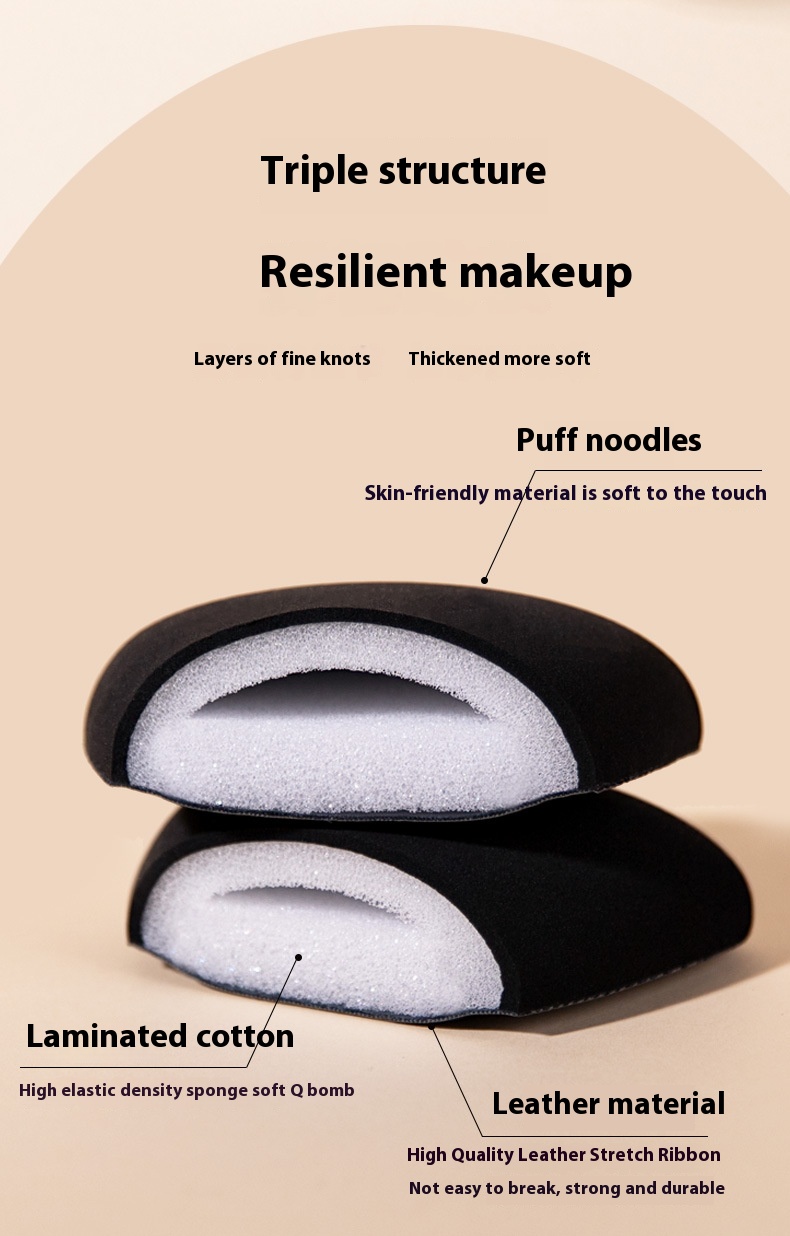 Triple structure
Resilient makeup
Layers of fine knots Thickened more soft
Puff noodles
Skin-friendly material is soft to the touch
Laminated cotton
High elastic density sponge soft Q bomb
Leather material
High Quality Leather Stretch Ribbon
Not easy to break, strong and durable